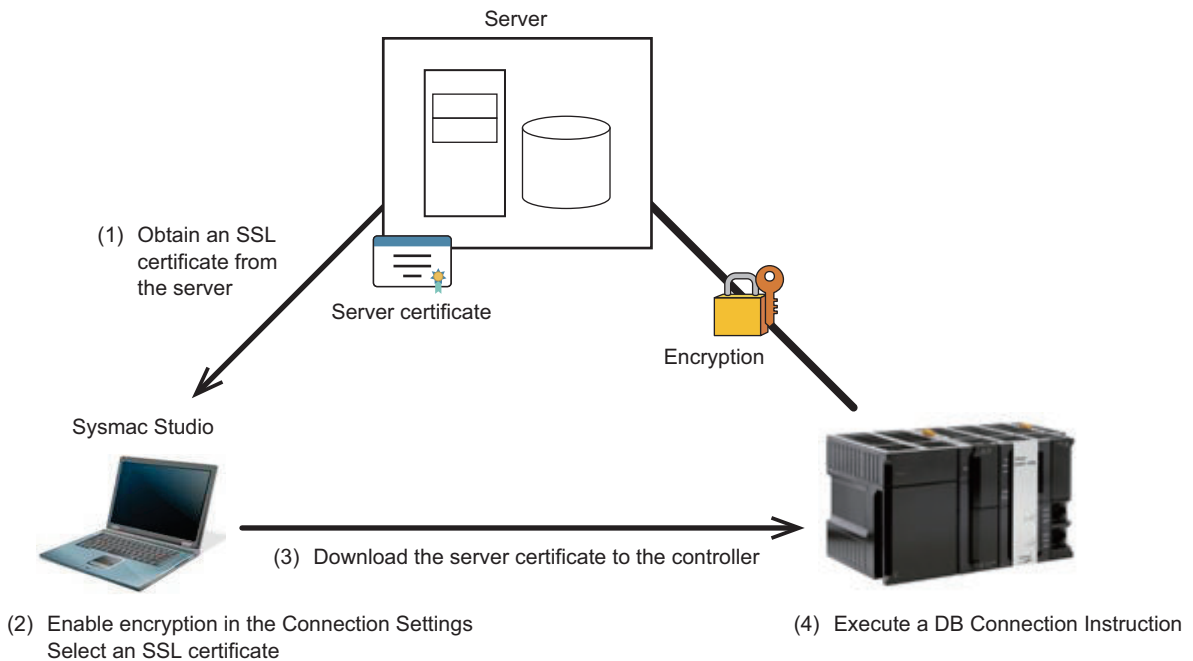 Server
(1) Obtain an SSL
certificate from
the server
Server certificate
Encryption
Sysmac Studio
(3) Download the server certificate to the controller
(2) Enable encryption in the Connection Settings
Select an SSL certificate
(4) Execute a DB Connection Instruction